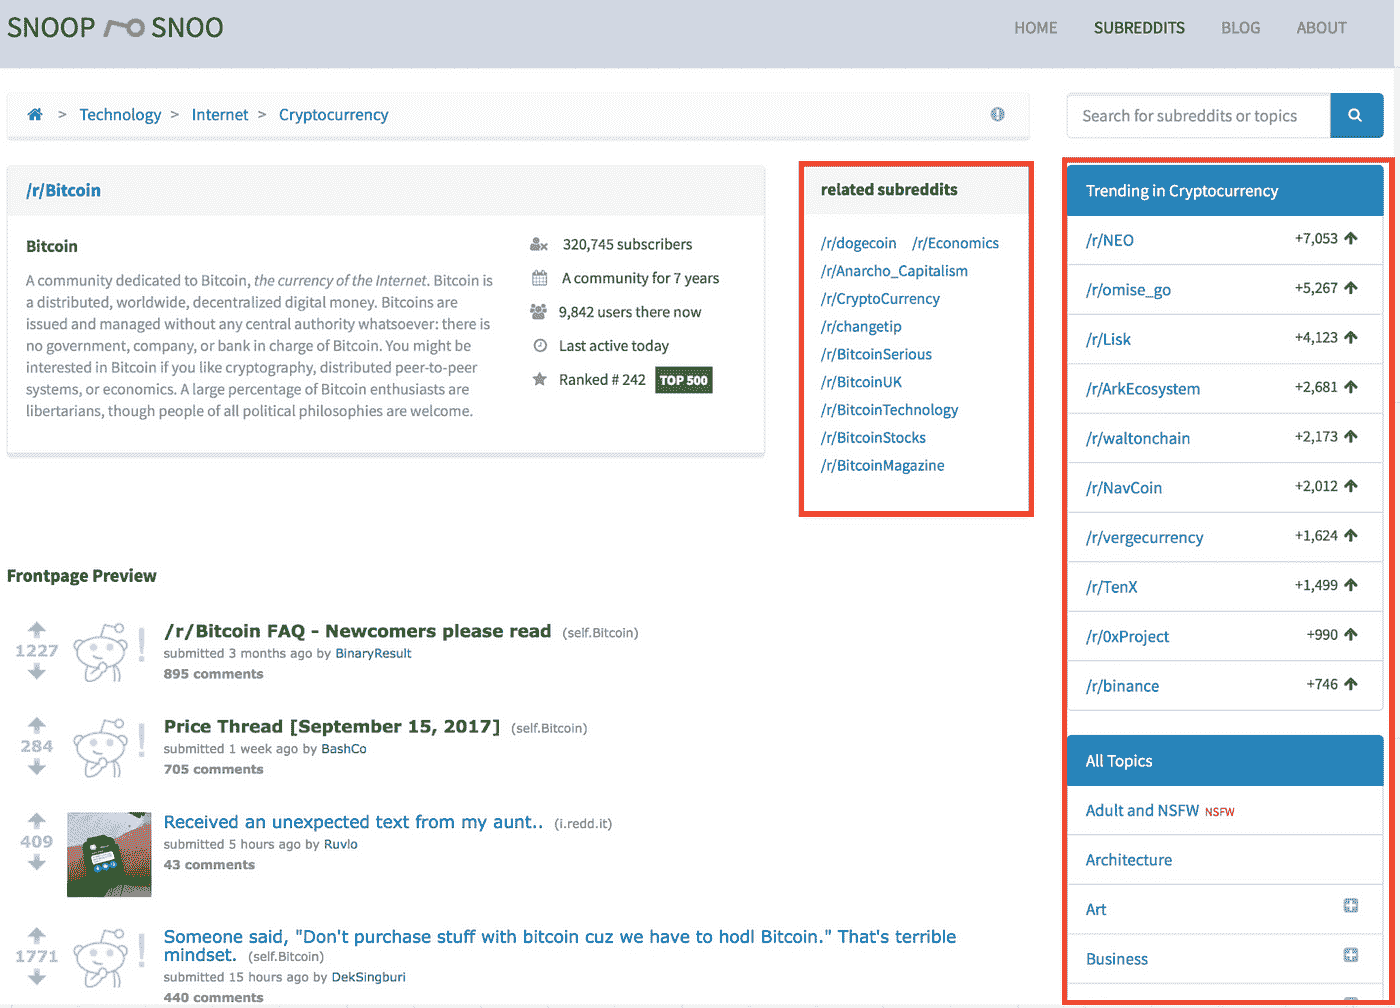 SNOOP SNOO
HOME SUBREDDITS BLOG ABOUT
> Technology > Internet > Cryptocurrency
Search for subreddits or topics
/r/Bitcoin
Bitcoin
A community dedicated to Bitcoin, the currency of the Internet. Bitcoin is
a distributed, worldwide, decentralized digital money. Bitcoins are
issued and managed without any central authority whatsoever: there is
no government, company, or bank in charge of Bitcoin. You might be
interested in Bitcoin if you like cryptography, distributed peer-to-peer
systems, or economics. A large percentage of Bitcoin enthusiasts are
libertarians, though people of all political philosophies are welcome.
320,745 subscribers
A community for 7 years
9,842 users there now
Last active today
Ranked # 242 TOP 500
related subreddits
/r/dogecoin /r/Economics
/r/Anarcho_Capitalism
/r/CryptoCurrency
/r/changetip
/r/BitcoinSerious
/r/BitcoinUK
/r/BitcoinTechnology
/r/BitcoinStocks
/r/BitcoinMagazine
Trending in Cryptocurrency
/r/NEO +7,053
/r/omise_go +5,267
/r/Lisk +4,123
/r/ArkEcosystem +2,681
/r/waltonchain +2,173
/r/NavCoin +2,012
/r/vergecurrency +1,624
/r/TenX +1,499
/r/0xProject +990
/r/binance +746
All Topics
Adult and NSFW NSFW
Architecture
Art
Business
Frontpage Preview
/r/Bitcoin FAQ - Newcomers please read (self.Bitcoin)
1227
submitted 3 months ago by BinaryResult
895 comments
Price Thread [September 15, 2017] (self.Bitcoin)
284
submitted 1 week ago by BashCo
705 comments
Received an unexpected text from my aunt.. (i.redd.it)
409
submitted 5 hours ago by Ruvlo
43 comments
Someone said, "Don't purchase stuff with bitcoin cuz we have to hodl Bitcoin." That's terrible
mindset. (self.Bitcoin)
1771
submitted 15 hours ago by DekSingburi
440 comments